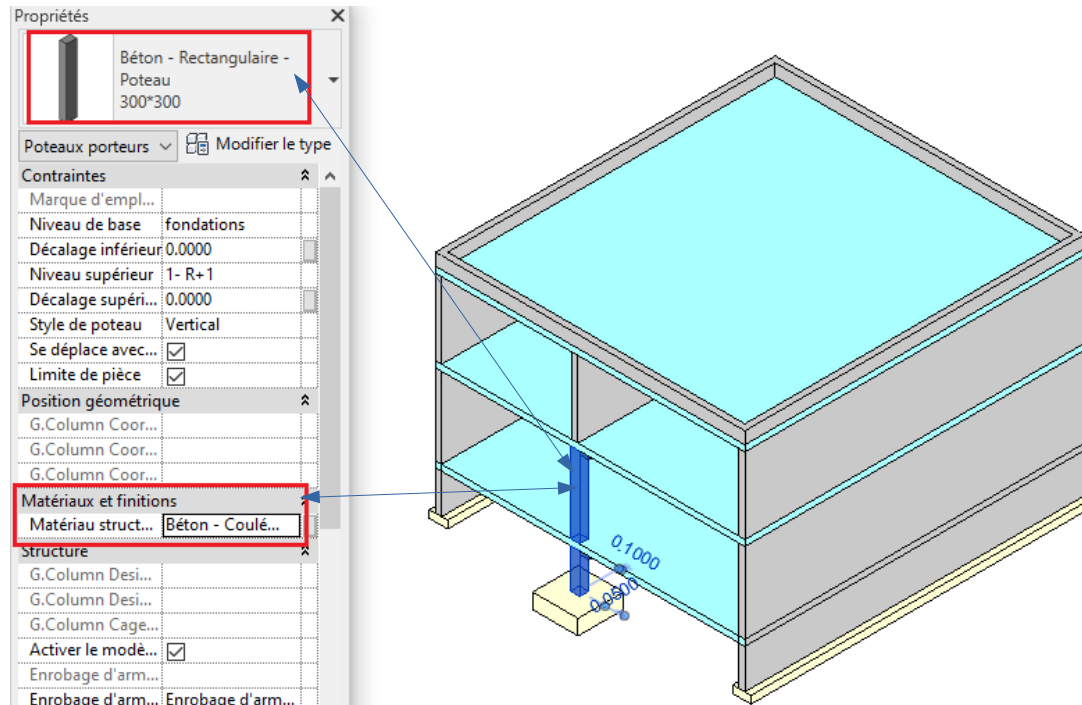 Propriétés
Béton - Rectangulaire -
Poteau
300*300
Poteaux porteurs
Modifier le type
Contraintes
Marque d'empl...
Niveau de base fondations
Décalage inférieur 0.0000
Niveau supérieur 1- R+1
Décalage supéri... 0.0000
Style de poteau Vertical
Se déplace avec...
Limite de pièce
Position géométrique
G.Column Coor...
G.Column Coor...
G.Column Coor...
Matériaux et finitions
Matériau struct... Béton - Coulé...
Structure
G.Column Desi...
G.Column Desi...
G.Column Cage...
Activer le modè...
Enrobage d'arm...
Enrobage d'arm... Enrobage d'arm...
0.1000
0.0500